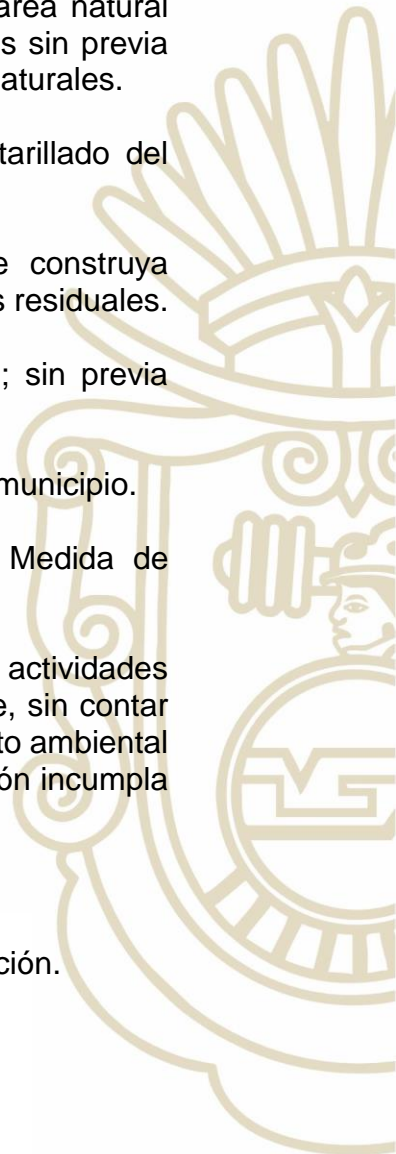 área natural
s sin previa
aturales.
tarillado del
e construya
s residuales.
; sin previa
municipio.
Medida de
actividades
e, sin contar
to ambiental
ón incumpla
ción.